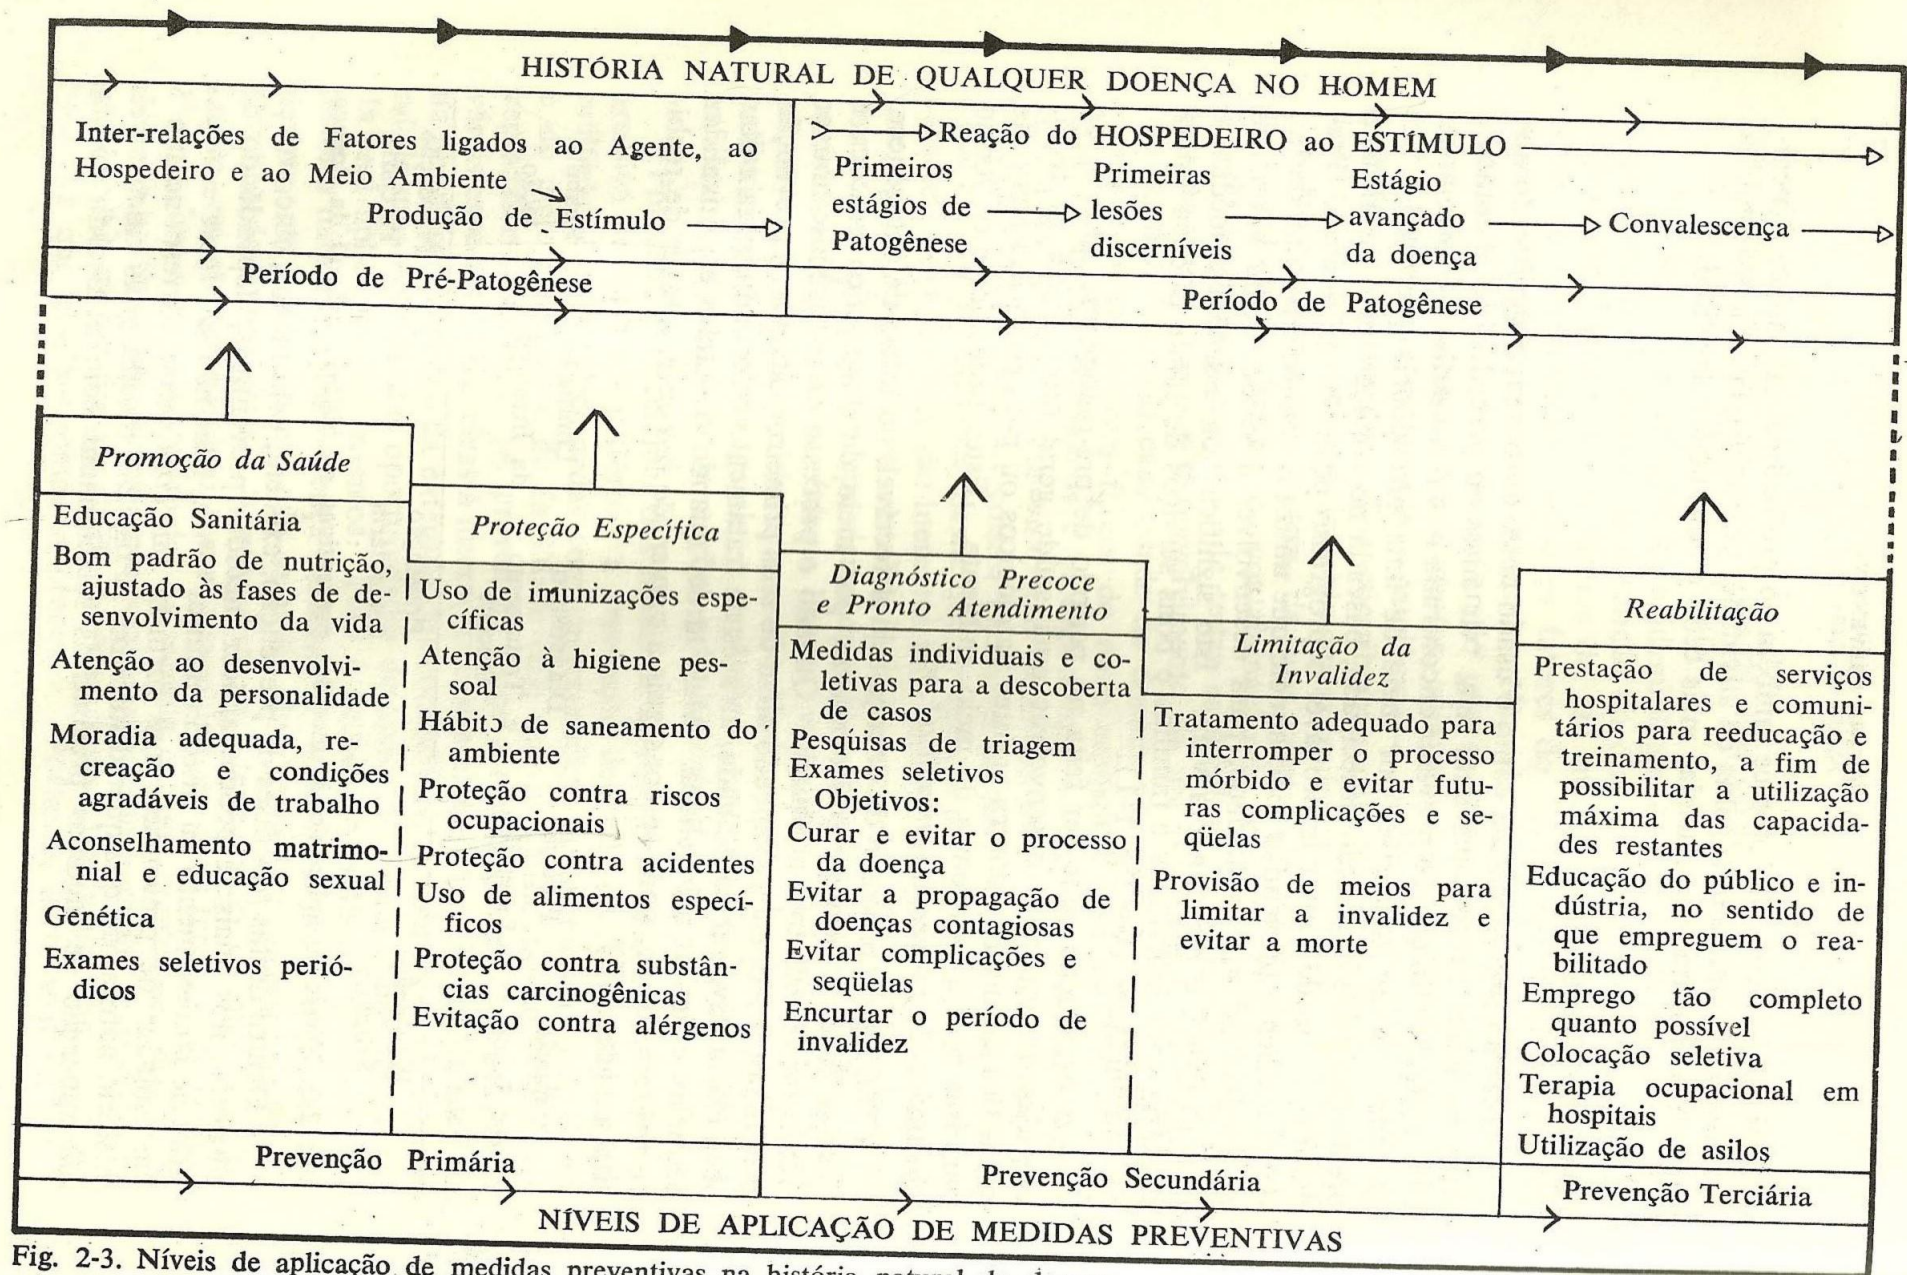 HISTÓRIA NATURAL DE QUALQUER DOENÇA NO HOMEM
Inter-relações de Fatores ligados ao Agente, ao
Hospedeiro e ao Meio Ambiente
Produção de Estímulo
Período de Pré-Patogênese
Reação do HOSPEDEIRO ao ESTÍMULO
Primeiros
estágios de
Patogênese
Primeiras
lesões
discerníveis
Estágio
avançado
da doença
Convalescença
Período de Patogênese
Promoção da Saúde
Educação Sanitária
Bom padrão de nutrição,
ajustado às fases de de-
senvolvimento da vida
Atenção ao desenvolvi-
mento da personalidade
Moradia adequada, re-
creação e condições
agradáveis de trabalho
Aconselhamento matrimo-
nial e educação sexual
Genética
Exames seletivos perió-
dicos
Proteção Específica
Uso de imunizações espe-
cíficas
Atenção à higiene pes-
soal
Hábito de saneamento do
ambiente
Proteção contra riscos
ocupacionais
Proteção contra acidentes
Uso de alimentos especí-
ficos
Proteção contra substân-
cias carcinogênicas
Evitação contra alérgenos
Diagnóstico Precoce
e Pronto Atendimento
Medidas individuais e co-
letivas para a descoberta
de casos
Pesquisas de triagem
Exames seletivos
Objetivos:
Curar e evitar o processo
da doença
Evitar a propagação de
doenças contagiosas
Evitar complicações e
seqüelas
Encurtar o período de
invalidez
Limitação da
Invalidez
Tratamento adequado para
interromper o processo
mórbido e evitar futu-
ras complicações e se-
qüelas
Provisão de meios para
limitar a invalidez e
evitar a morte
Reabilitação
Prestação de serviços
hospitalares e comuni-
tários para reeducação e
treinamento, a fim de
possibilitar a utilização
máxima das capacida-
des restantes
Educação do público e in-
dústria, no sentido de
que empreguem o rea-
bilitado
Emprego tão completo
quanto possível
Colocação seletiva
Terapia ocupacional em
hospitais
Utilização de asilos
Prevenção Primária
Prevenção Secundária
Prevenção Terciária
NÍVEIS DE APLICAÇÃO DE MEDIDAS PREVENTIVAS
Fig. 2-3. Níveis de aplicação de medidas preventivas na história natural